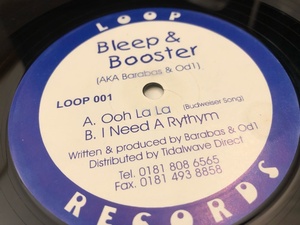 LOOP
Bleep &
Booster
(AKA Barabas & Od1)
LOOP 001
A. Ooh La La (Budweiser Song)
B. I Need A Rythym
Written & produced by Barabas & Od1
Distributed by Tidalwave Direct
Tel. 0181 808 6565
Fax. 0181 493 8858
RECORDS